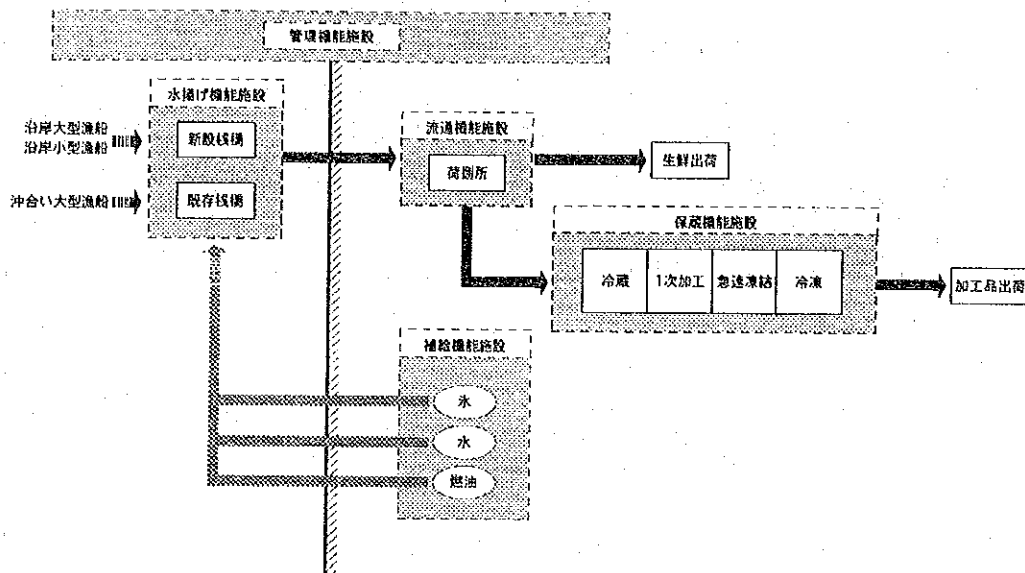 管理機能施設
水揚げ機能施設
沿岸大型漁船
沿岸小型漁船
新設桟橋
沖合い大型漁船
既存桟橋
流通機能施設
荷捌所
生鮮出荷
保蔵機能施設
冷蔵
1次加工
急速凍結
冷凍
加工品出荷
補給機能施設
氷
水
燃油